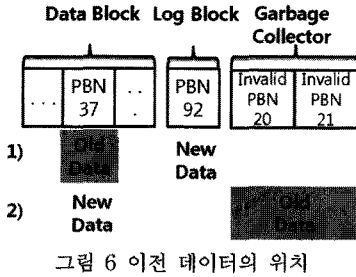 Data Block Log Block Garbage Collector
... PBN 37 .. . PBN 92 Invalid PBN 20 Invalid PBN 21
1) Old Data New Data
2) New Data Old Data
그림 6 이전 데이터의 위치